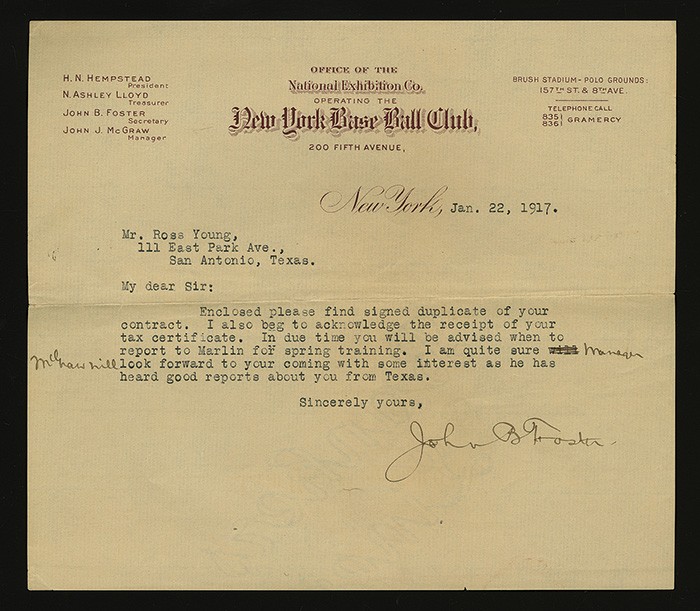 H. N. HEMPSTEAD
President
N. ASHLEY LLOYD
Treasurer
JOHN B. FOSTER
Secretary
JOHN J. McGRAW
Manager
OFFICE OF THE
National Exhibition Co.
OPERATING THE
New York Base Ball Club,
200 FIFTH AVENUE,
BRUSH STADIUM - POLO GROUNDS:
157TH ST. & 8TH AVE.
TELEPHONE CALL
835
836 GRAMERCY
New York, Jan. 22, 1917.
Mr. Ross Young,
111 East Park Ave.,
San Antonio, Texas.
My dear Sir:
Enclosed please find signed duplicate of your
contract. I also beg to acknowledge the receipt of your
tax certificate. In due time you will be advised when to
report to Marlin for spring training. I am quite sure will Manager
McGraw will look forward to your coming with some interest as he has
heard good reports about you from Texas.
Sincerely yours,
John B Foster